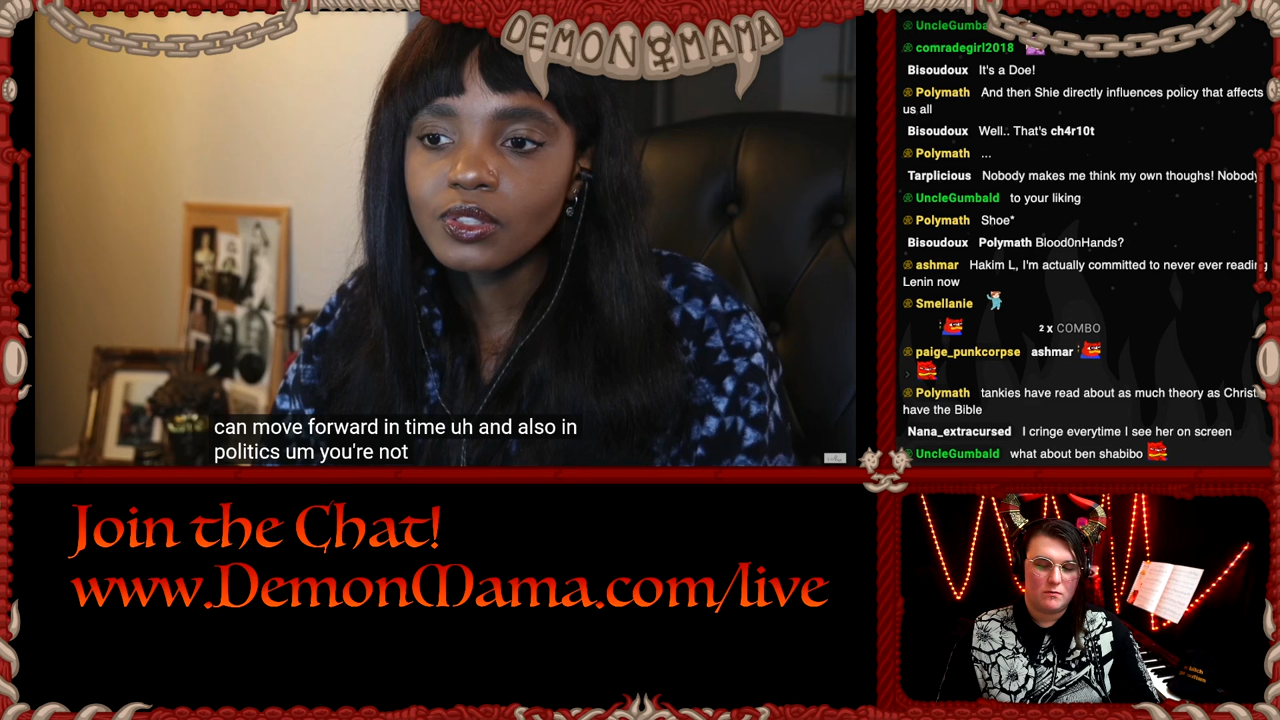 DEMON MAMA
can move forward in time uh and also in
politics um you're not
UncleGumba
comradegirl2018
Bisoudoux It's a Doe!
Polymath And then Shie directly influences policy that affects
us all
Bisoudoux Well.. That's ch4r10t
Polymath ...
Tarplicious Nobody makes me think my own thoughs! Nobody
UncleGumbald to your liking
Polymath Shoe*
Bisoudoux Polymath Blood0nHands?
ashmar Hakim L, I'm actually committed to never ever reading
Lenin now
Smellanie
2 x COMBO
paige_punkcorpse ashmar
Polymath tankies have read about as much theory as Christ
have the Bible
Nana_extracursed I cringe everytime I see her on screen
UncleGumbald what about ben shabibo
Join the Chat!
www.DemonMama.com/live